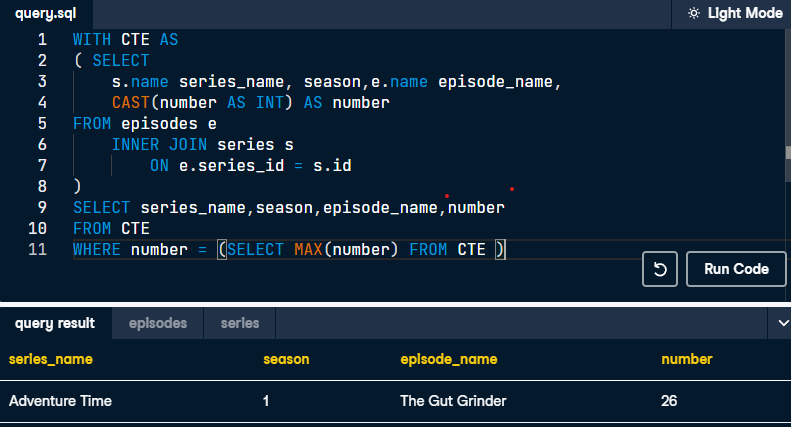 query.sql
Light Mode
1 WITH CTE AS
2 ( SELECT
3 s.name series_name, season,e.name episode_name,
4 CAST(number AS INT) AS number
5 FROM episodes e
6 INNER JOIN series s
7 ON e.series_id = s.id
8 )
9 SELECT series_name,season,episode_name,number
10 FROM CTE
11 WHERE number = (SELECT MAX(number) FROM CTE )
Run Code
query result episodes series
series_name season episode_name number
Adventure Time 1 The Gut Grinder 26